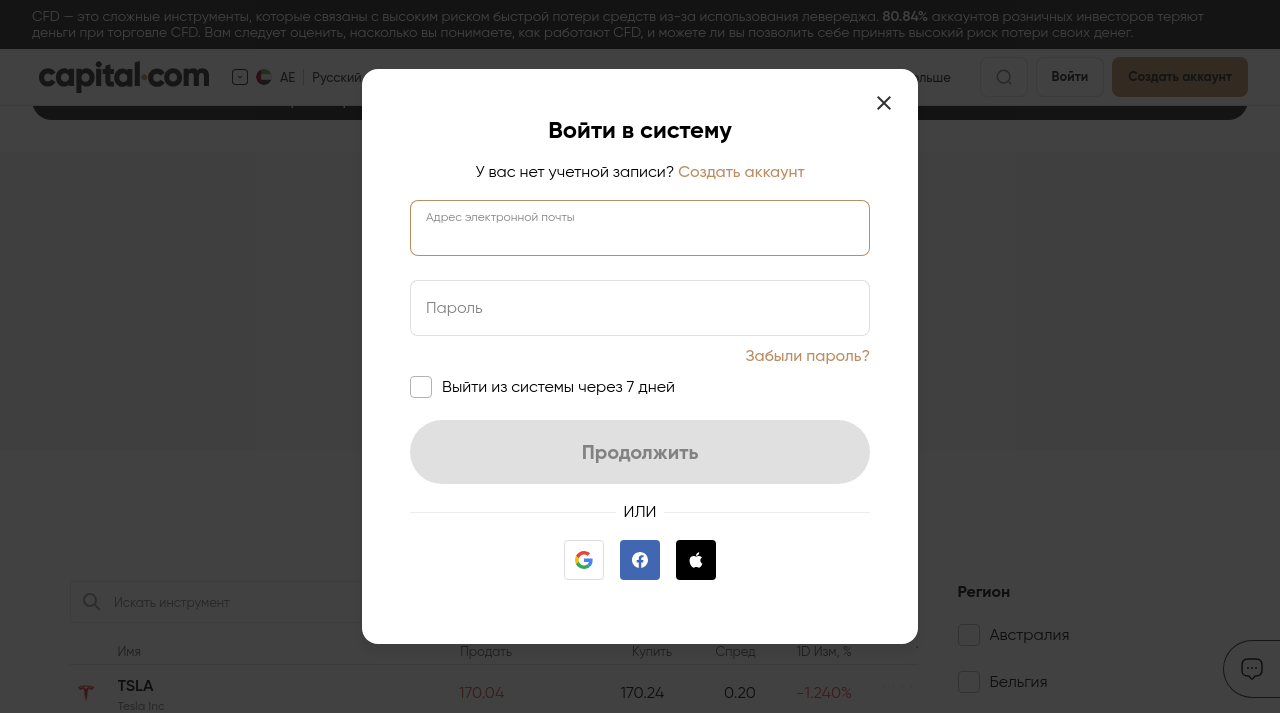 CFD — это сложные инструменты, которые связаны с высоким риском быстрой потери средств из-за использования левереджа. 80.84% аккаунтов розничных инвесторов теряют
деньги при торговле CFD. Вам следует оценить, насколько вы понимаете, как работают CFD, и можете ли вы позволить себе принять высокий риск потери своих денег.
capital.com
AE
Русский
Войти
Создать аккаунт
Войти в систему
У вас нет учетной записи? Создать аккаунт
Адрес электронной почты
Пароль
Забыли пароль?
Выйти из системы через 7 дней
Продолжить
ИЛИ
Искать инструмент
Регион
Австралия
Бельгия
Имя Продать Купить Спред 1D Изм, %
TSLA 170.04 170.24 0.20 -1.240%
Tesla Inc